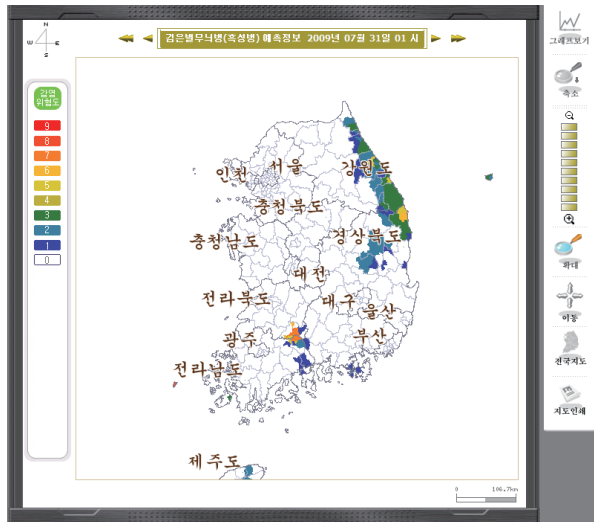 검은별무늬병(흑성병) 예측정보 2009년 07월 31일 01 시
N
W E
S
감염
위험도
9
8
7
6
5
4
3
2
1
0
인천
서울
강원도
충청북도
충청남도
경상북도
대전
전라북도
대구
울산
광주
부산
전라남도
제주도
0 106.7km
그래프보기
축소
확대
이동
전국지도
지도인쇄